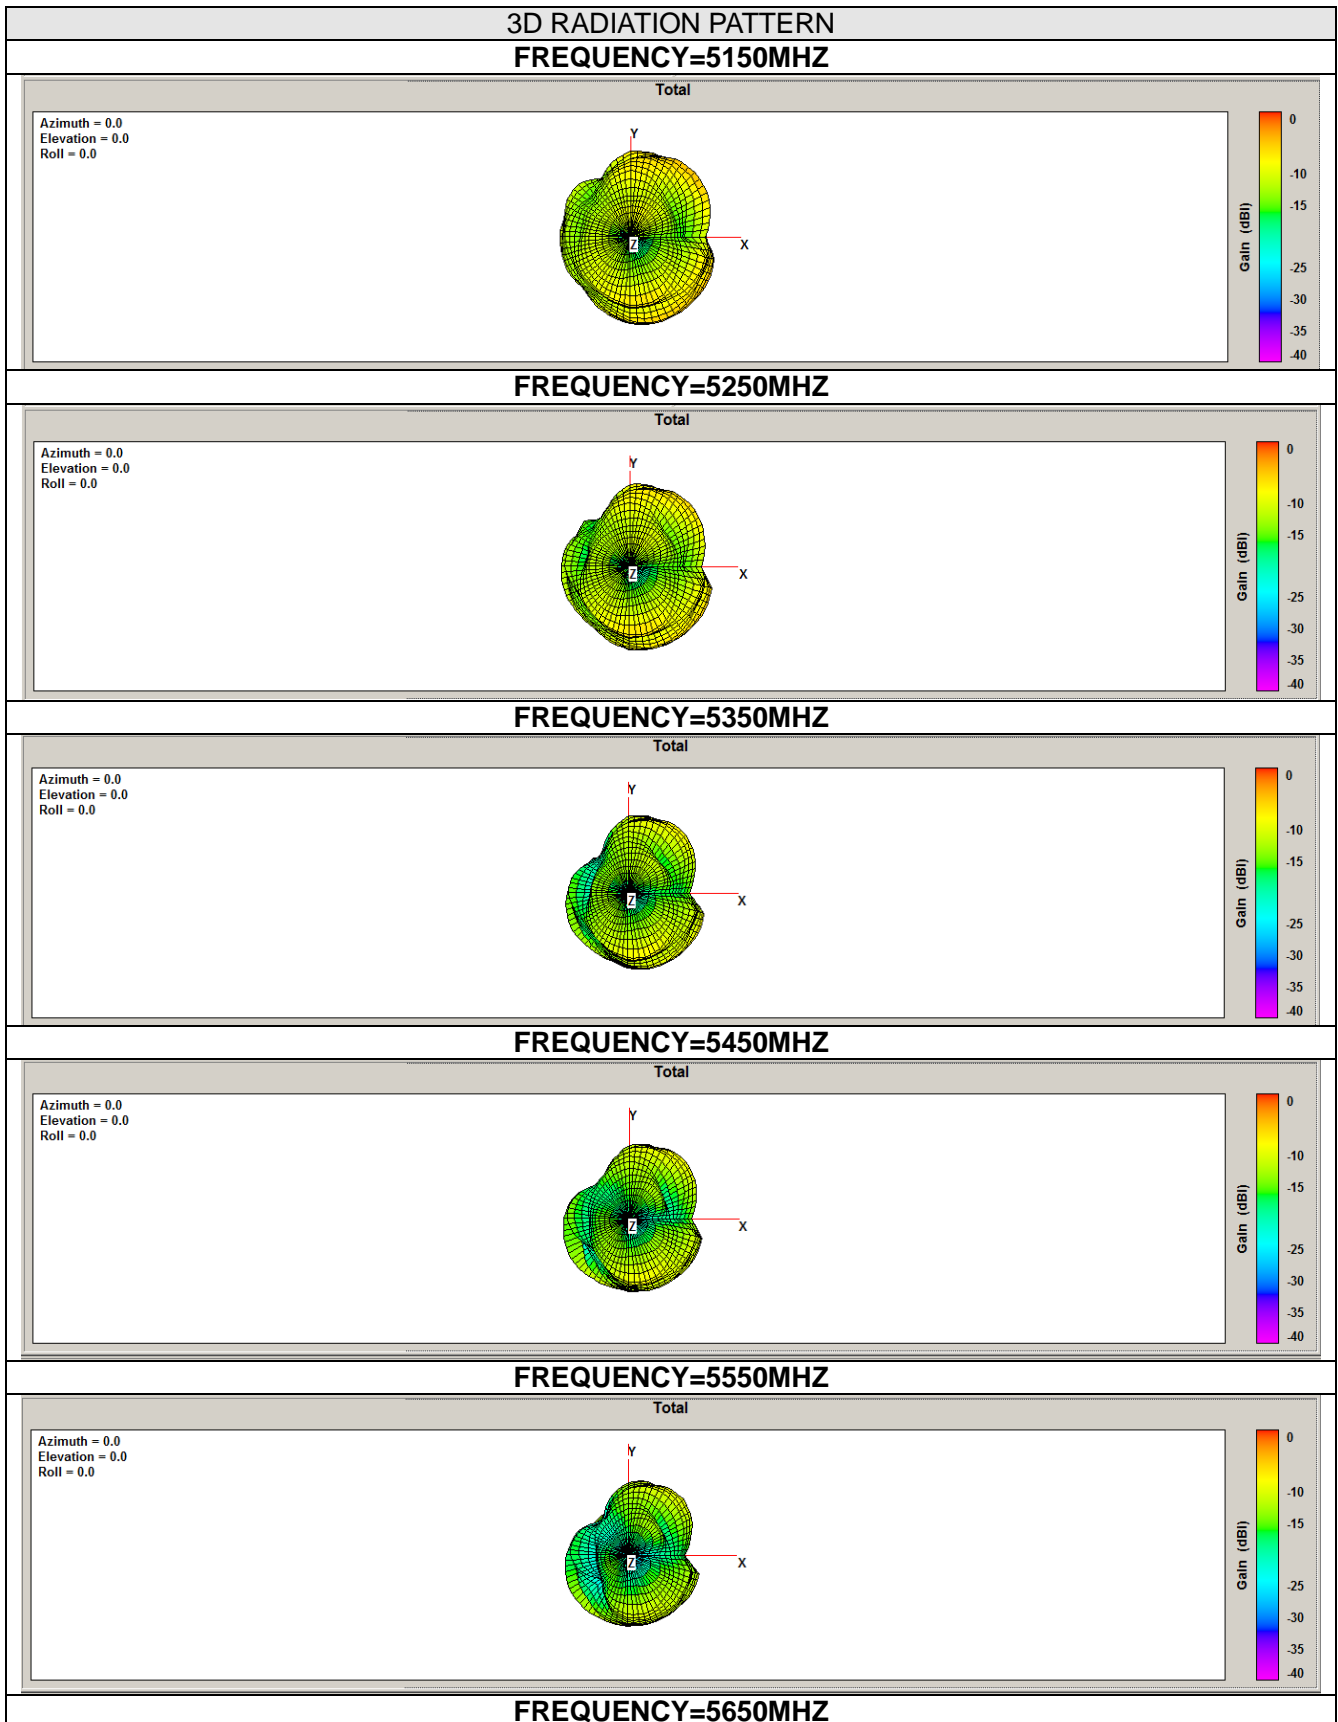 3D RADIATION PATTERN
FREQUENCY=5150MHZ
Total
Azimuth = 0.0
Elevation = 0.0
Roll = 0.0
Y
Z
X
Gain (dBi)
0
-10
-15
-25
-30
-35
-40
FREQUENCY=5250MHZ
Total
Azimuth = 0.0
Elevation = 0.0
Roll = 0.0
Y
Z
X
Gain (dBi)
0
-10
-15
-25
-30
-35
-40
FREQUENCY=5350MHZ
Total
Azimuth = 0.0
Elevation = 0.0
Roll = 0.0
Y
Z
X
Gain (dBi)
0
-10
-15
-25
-30
-35
-40
FREQUENCY=5450MHZ
Total
Azimuth = 0.0
Elevation = 0.0
Roll = 0.0
Y
Z
X
Gain (dBi)
0
-10
-15
-25
-30
-35
-40
FREQUENCY=5550MHZ
Total
Azimuth = 0.0
Elevation = 0.0
Roll = 0.0
Y
Z
X
Gain (dBi)
0
-10
-15
-25
-30
-35
-40
FREQUENCY=5650MHZ